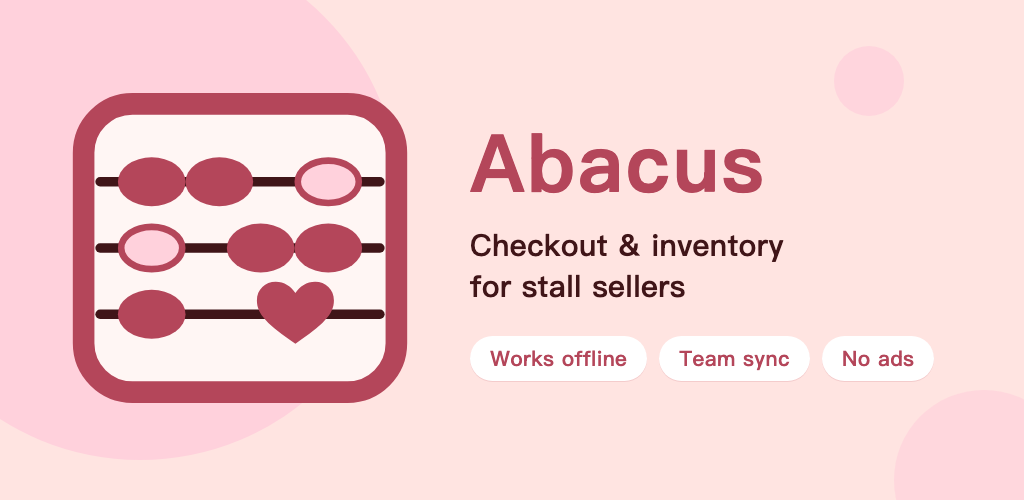 Abacus
Checkout & inventory
for stall sellers
Works offline
Team sync
No ads